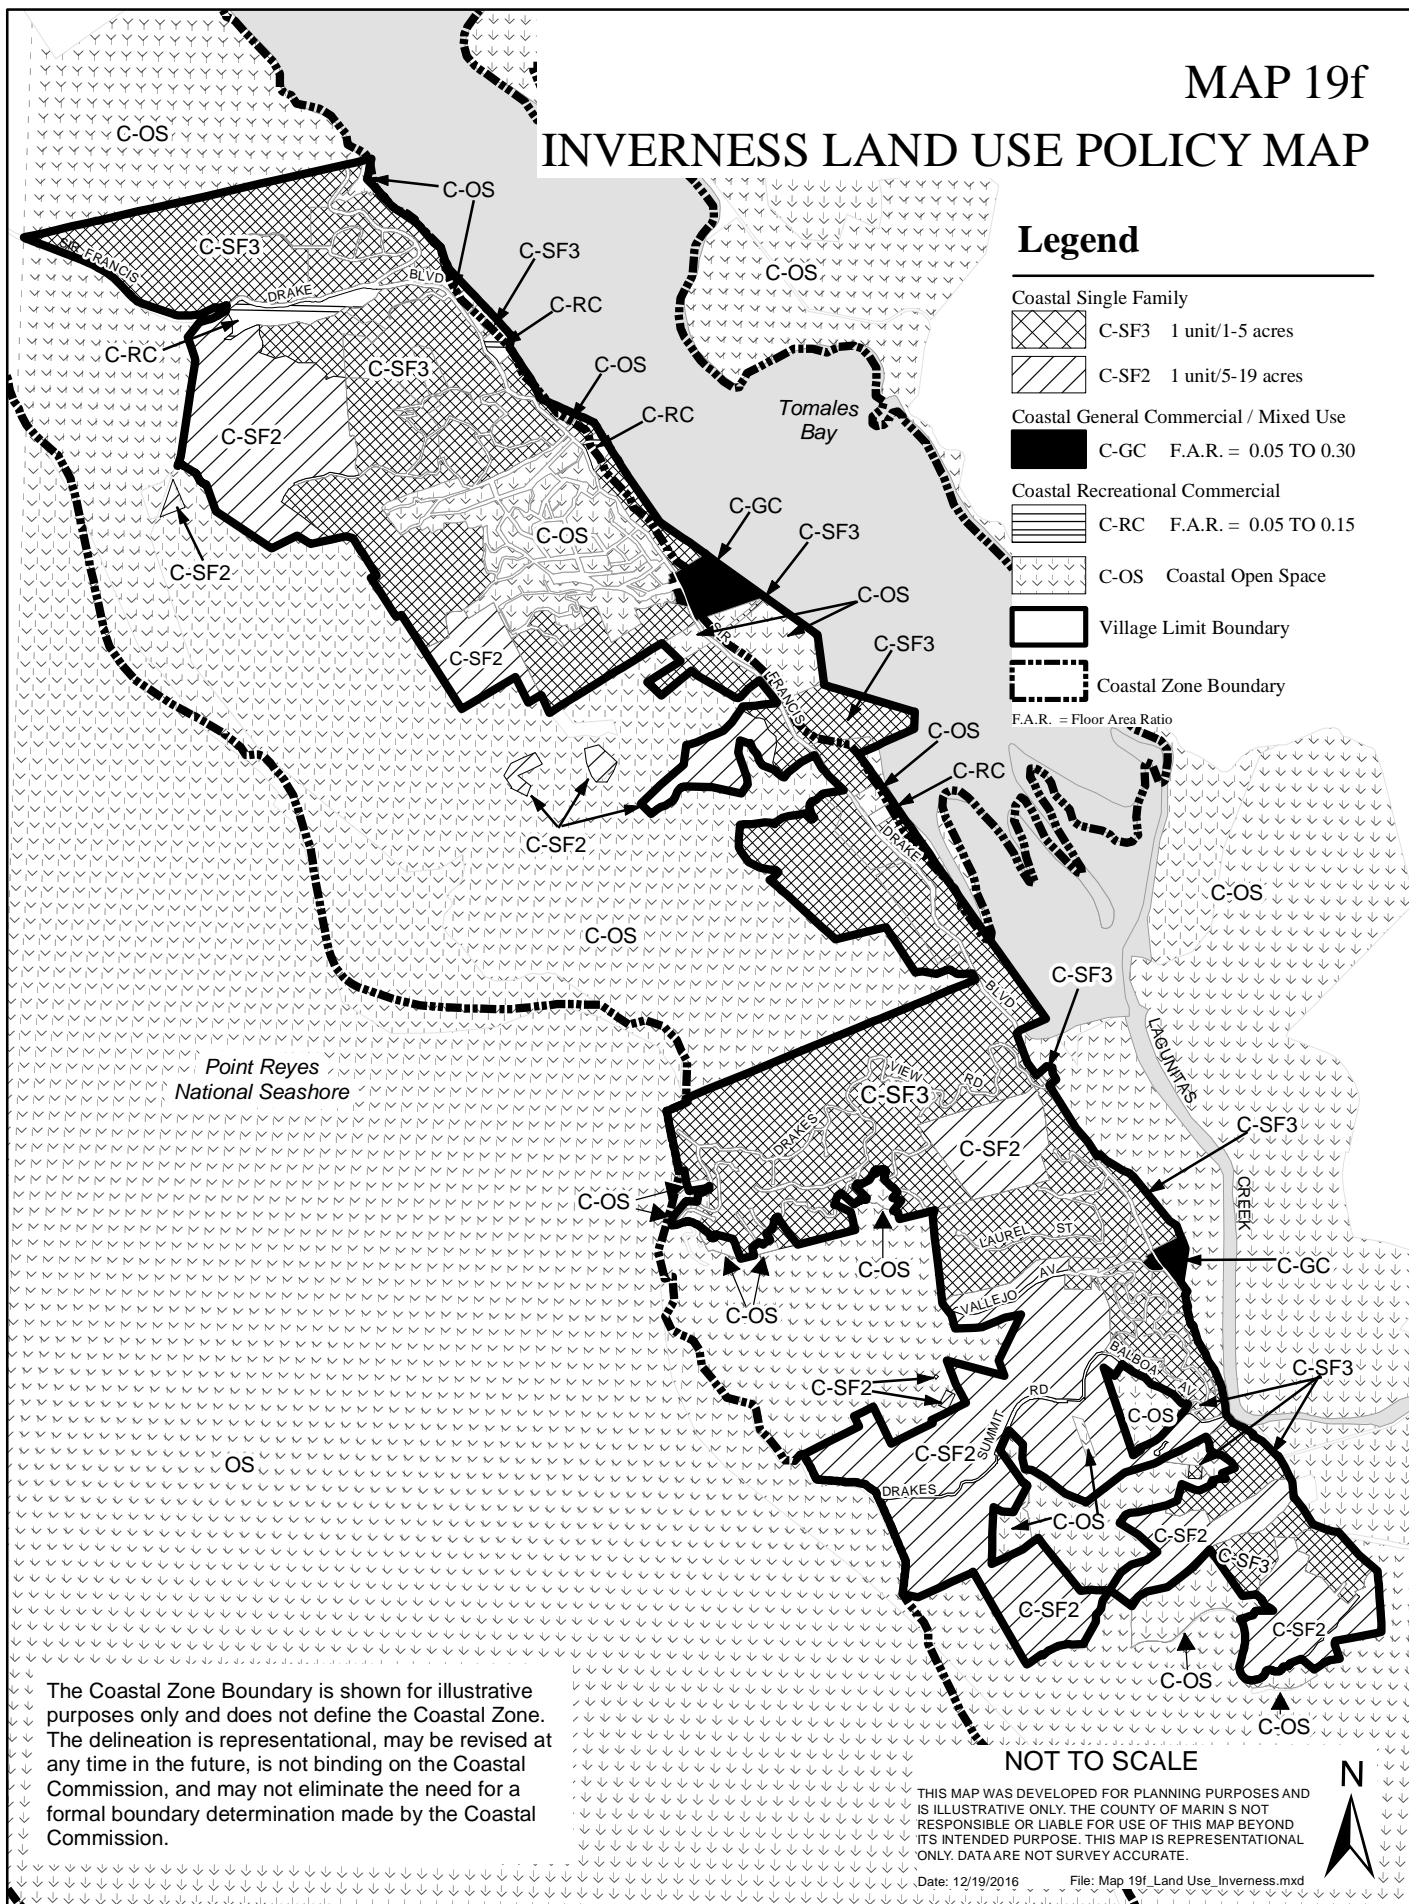 MAP 19f
INVERNESS LAND USE POLICY MAP
Legend
Coastal Single Family
C-SF3 1 unit/1-5 acres
C-SF2 1 unit/5-19 acres
Coastal General Commercial / Mixed Use
C-GC F.A.R. = 0.05 TO 0.30
Coastal Recreational Commercial
C-RC F.A.R. = 0.05 TO 0.15
C-OS Coastal Open Space
Village Limit Boundary
Coastal Zone Boundary
F.A.R. = Floor Area Ratio
C-OS
C-OS
C-SF3
C-SF3
C-OS
SIR FRANCIS
DRAKE
BLVD
C-RC
C-RC
C-SF3
C-OS
Tomales
Bay
C-RC
C-SF2
C-GC
C-SF3
C-OS
C-SF2
C-OS
C-SF3
C-SF2
SIR
FRANCIS
C-OS
C-RC
C-SF2
DRAKE
C-OS
C-OS
C-SF3
BLVD
LAGUNITAS
Point Reyes
National Seashore
VIEW
RD
C-SF3
DRAKES
C-SF2
C-SF3
CREEK
C-OS
LAUREL ST
C-OS
C-GC
AV
VALLEJO
C-OS
BALBOA AV
C-SF3
C-SF2
RD
C-OS
SUMMIT
C-SF2
OS
DRAKES
C-OS
C-SF2
C-SF3
C-SF2
C-SF2
C-OS
C-OS
The Coastal Zone Boundary is shown for illustrative
purposes only and does not define the Coastal Zone.
The delineation is representational, may be revised at
any time in the future, is not binding on the Coastal
Commission, and may not eliminate the need for a
formal boundary determination made by the Coastal
Commission.
NOT TO SCALE
THIS MAP WAS DEVELOPED FOR PLANNING PURPOSES AND
IS ILLUSTRATIVE ONLY. THE COUNTY OF MARIN S NOT
RESPONSIBLE OR LIABLE FOR USE OF THIS MAP BEYOND
ITS INTENDED PURPOSE. THIS MAP IS REPRESENTATIONAL
ONLY. DATA ARE NOT SURVEY ACCURATE.
Date: 12/19/2016 File: Map 19f_Land Use_Inverness.mxd
N